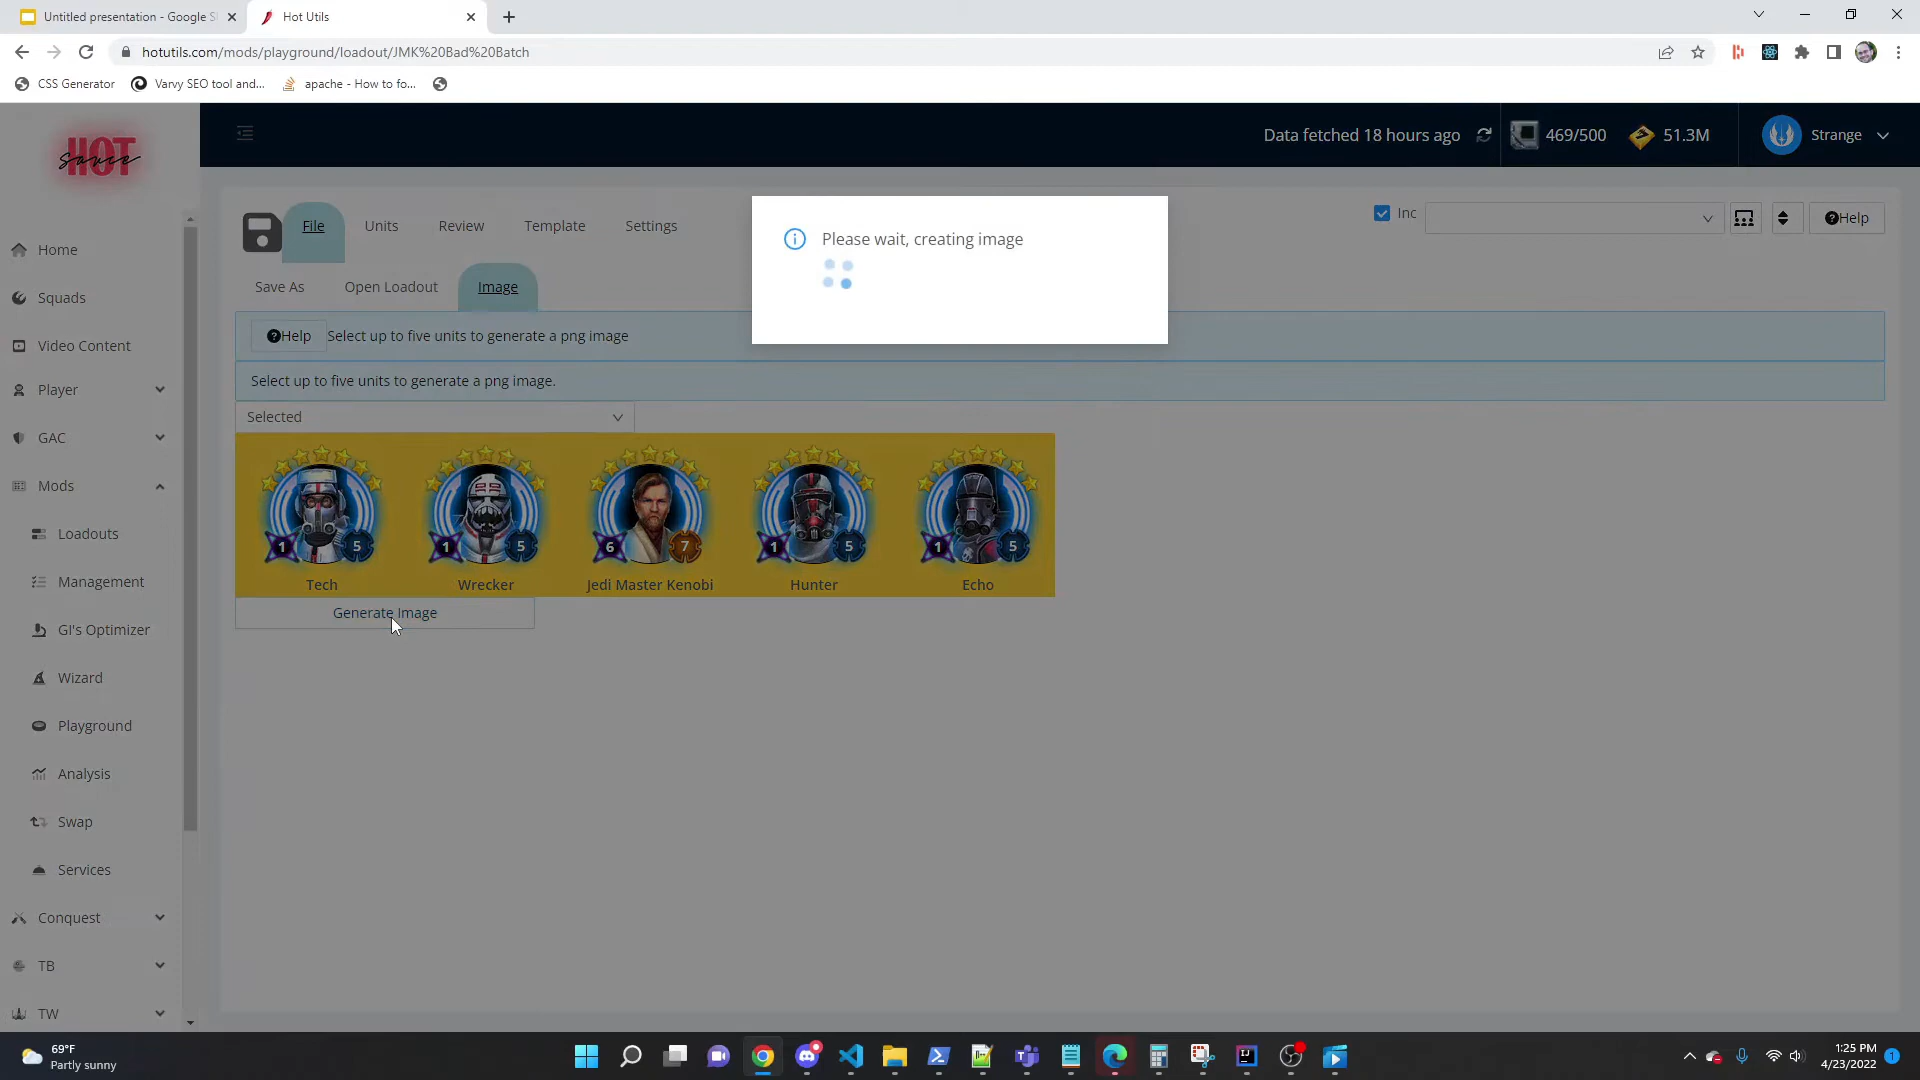 Untitled presentation - Google S
Hot Utils
hotutils.com/mods/playground/loadout/JMK%20Bad%20Batch
CSS Generator
Varvy SEO tool and...
apache - How to fo...
HOT
sauce
Data fetched 18 hours ago
469/500
51.3M
Strange
File
Units
Review
Template
Settings
Inc
Help
Please wait, creating image
Save As
Open Loadout
Image
Help
Select up to five units to generate a png image
Select up to five units to generate a png image.
Selected
1 5
1 5
6 7
1 5
1 5
Tech
Wrecker
Jedi Master Kenobi
Hunter
Echo
Generate Image
Home
Squads
Video Content
Player
GAC
Mods
Loadouts
Management
GI's Optimizer
Wizard
Playground
Analysis
Swap
Services
Conquest
TB
TW
69°F
Partly sunny
1:25 PM
4/23/2022
1